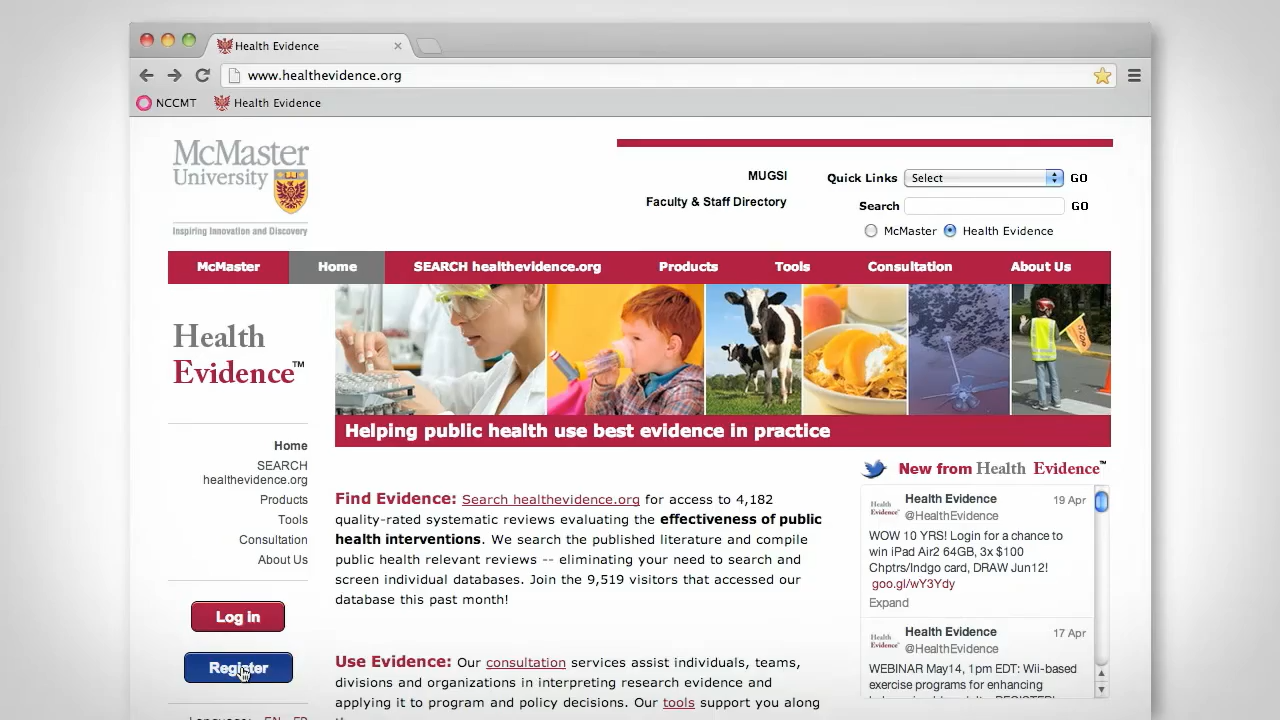 Health Evidence
www.healthevidence.org
NCCMT Health Evidence
McMaster
University
Inspiring Innovation and Discovery
MUGSI
Faculty & Staff Directory
Quick Links Select GO
Search GO
McMaster Health Evidence
McMaster Home SEARCH healthevidence.org Products Tools Consultation About Us
Health
Evidence™
Helping public health use best evidence in practice
Home
SEARCH
healthevidence.org
Products
Tools
Consultation
About Us
Log in
Register
Find Evidence: Search healthevidence.org for access to 4,182
quality-rated systematic reviews evaluating the effectiveness of public
health interventions. We search the published literature and compile
public health relevant reviews -- eliminating your need to search and
screen individual databases. Join the 9,519 visitors that accessed our
database this past month!
Use Evidence: Our consultation services assist individuals, teams,
divisions and organizations in interpreting research evidence and
applying it to program and policy decisions. Our tools support you along
New from Health Evidence™
Health Evidence 19 Apr
@HealthEvidence
WOW 10 YRS! Login for a chance to
win iPad Air2 64GB, 3x $100
Chptrs/Indgo card, DRAW Jun12!
goo.gl/wY3Ydy
Expand
Health Evidence 17 Apr
@HealthEvidence
WEBINAR May14, 1pm EDT: Wii-based
exercise programs for enhancing